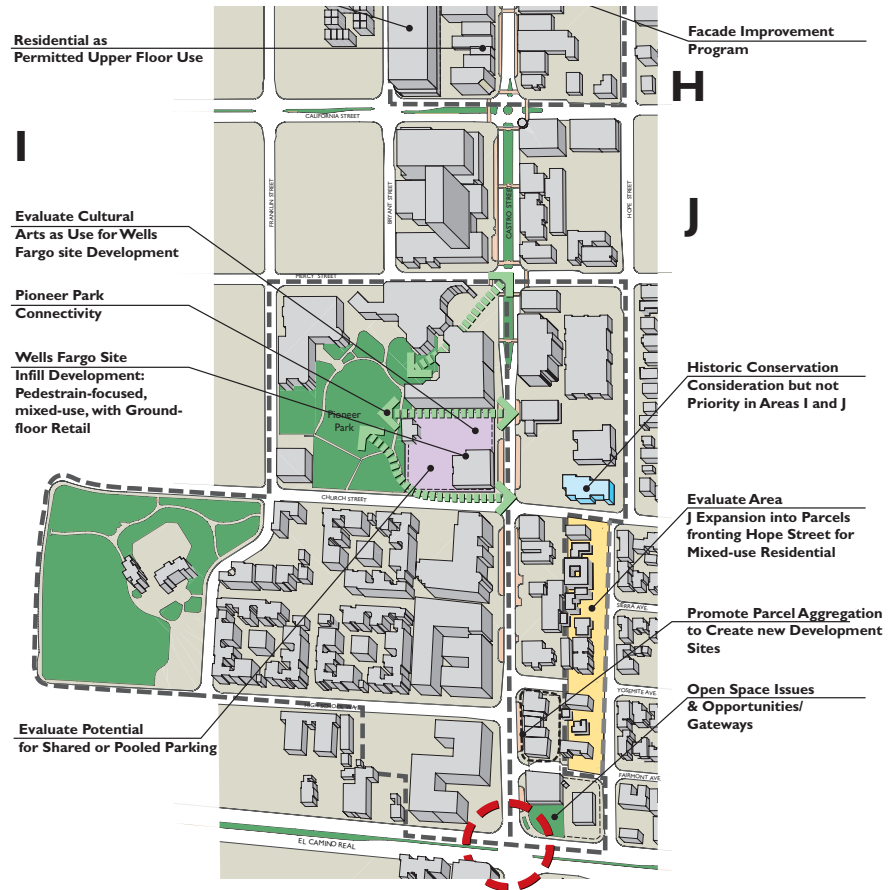 Residential as
Permitted Upper Floor Use
Facade Improvement
Program
H
CALIFORNIA STREET
I
FRANKLIN STREET
BRYANT STREET
CASTRO STREET
HOPE STREET
J
Evaluate Cultural
Arts as Use for Wells
Fargo site Development
MERCY STREET
Pioneer Park
Connectivity
Wells Fargo Site
Infill Development:
Pedestrain-focused,
mixed-use, with Ground-
floor Retail
Pioneer
Park
Historic Conservation
Consideration but not
Priority in Areas I and J
CHURCH STREET
Evaluate Area
J Expansion into Parcels
fronting Hope Street for
Mixed-use Residential
SIERRA AVE.
Promote Parcel Aggregation
to Create new Development
Sites
YOSEMITE AVE.
Open Space Issues
& Opportunities/
Gateways
HIGH SCHOOL WAY
Evaluate Potential
for Shared or Pooled Parking
FAIRMONT AVE.
EL CAMINO REAL